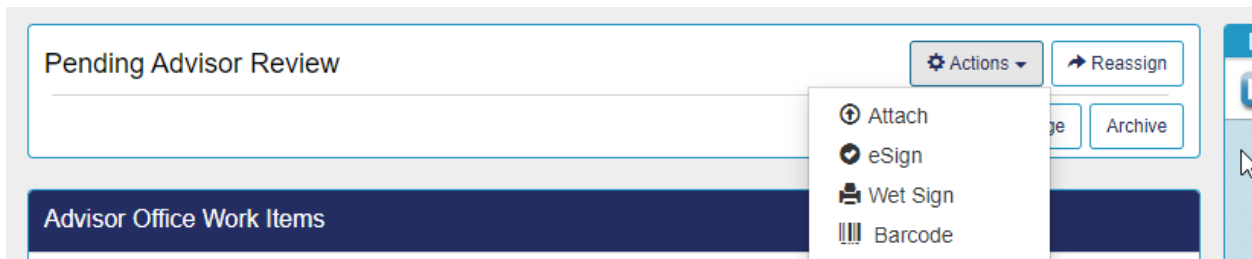 Pending Advisor Review
Actions
Reassign
Attach
Archive
eSign
Wet Sign
Advisor Office Work Items
Barcode